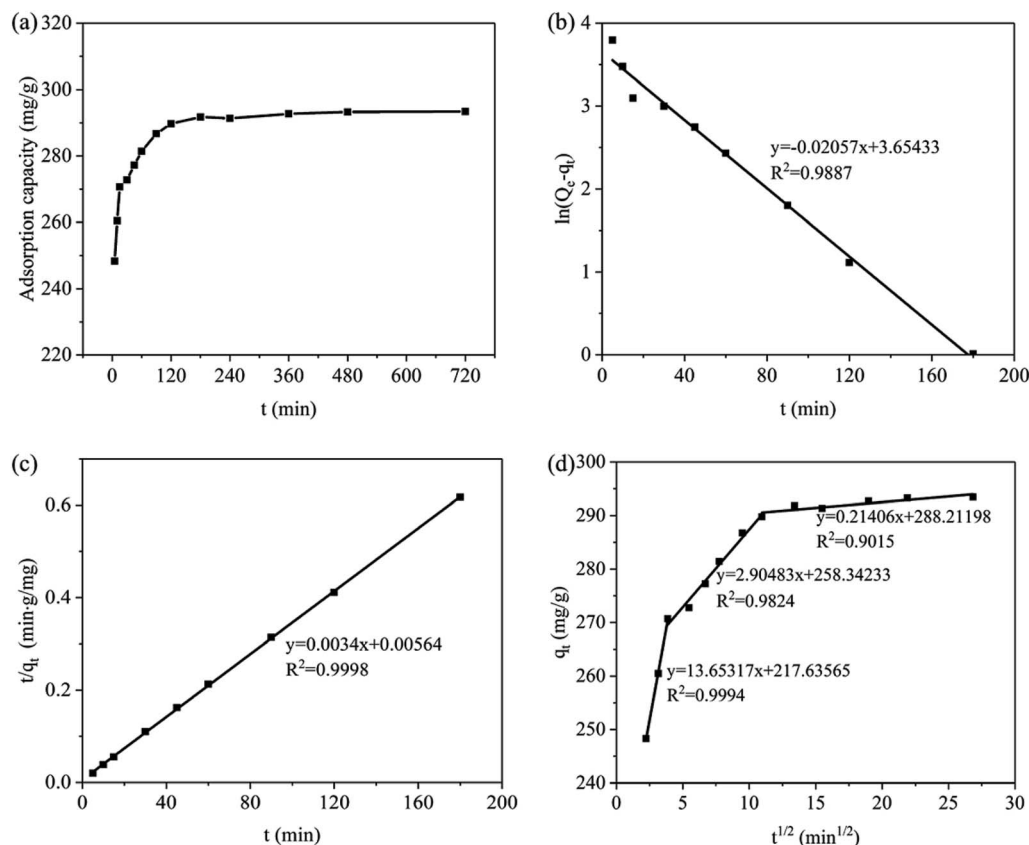 (a)
320
300
280
260
240
220
Adsorption capacity (mg/g)
0 120 240 360 480 600 720
t (min)
(b)
4
3
2
1
0
ln(Qe-qt)
y=-0.02057x+3.65433
R²=0.9887
0 40 80 120 160 200
t (min)
(c)
0.6
0.4
0.2
0.0
t/qt (min·g/mg)
y=0.0034x+0.00564
R²=0.9998
0 40 80 120 160 200
t (min)
(d)
300
290
280
270
260
250
240
qt (mg/g)
y=0.21406x+288.21198
R²=0.9015
y=2.90483x+258.34233
R²=0.9824
y=13.65317x+217.63565
R²=0.9994
0 5 10 15 20 25 30
t1/2 (min1/2)